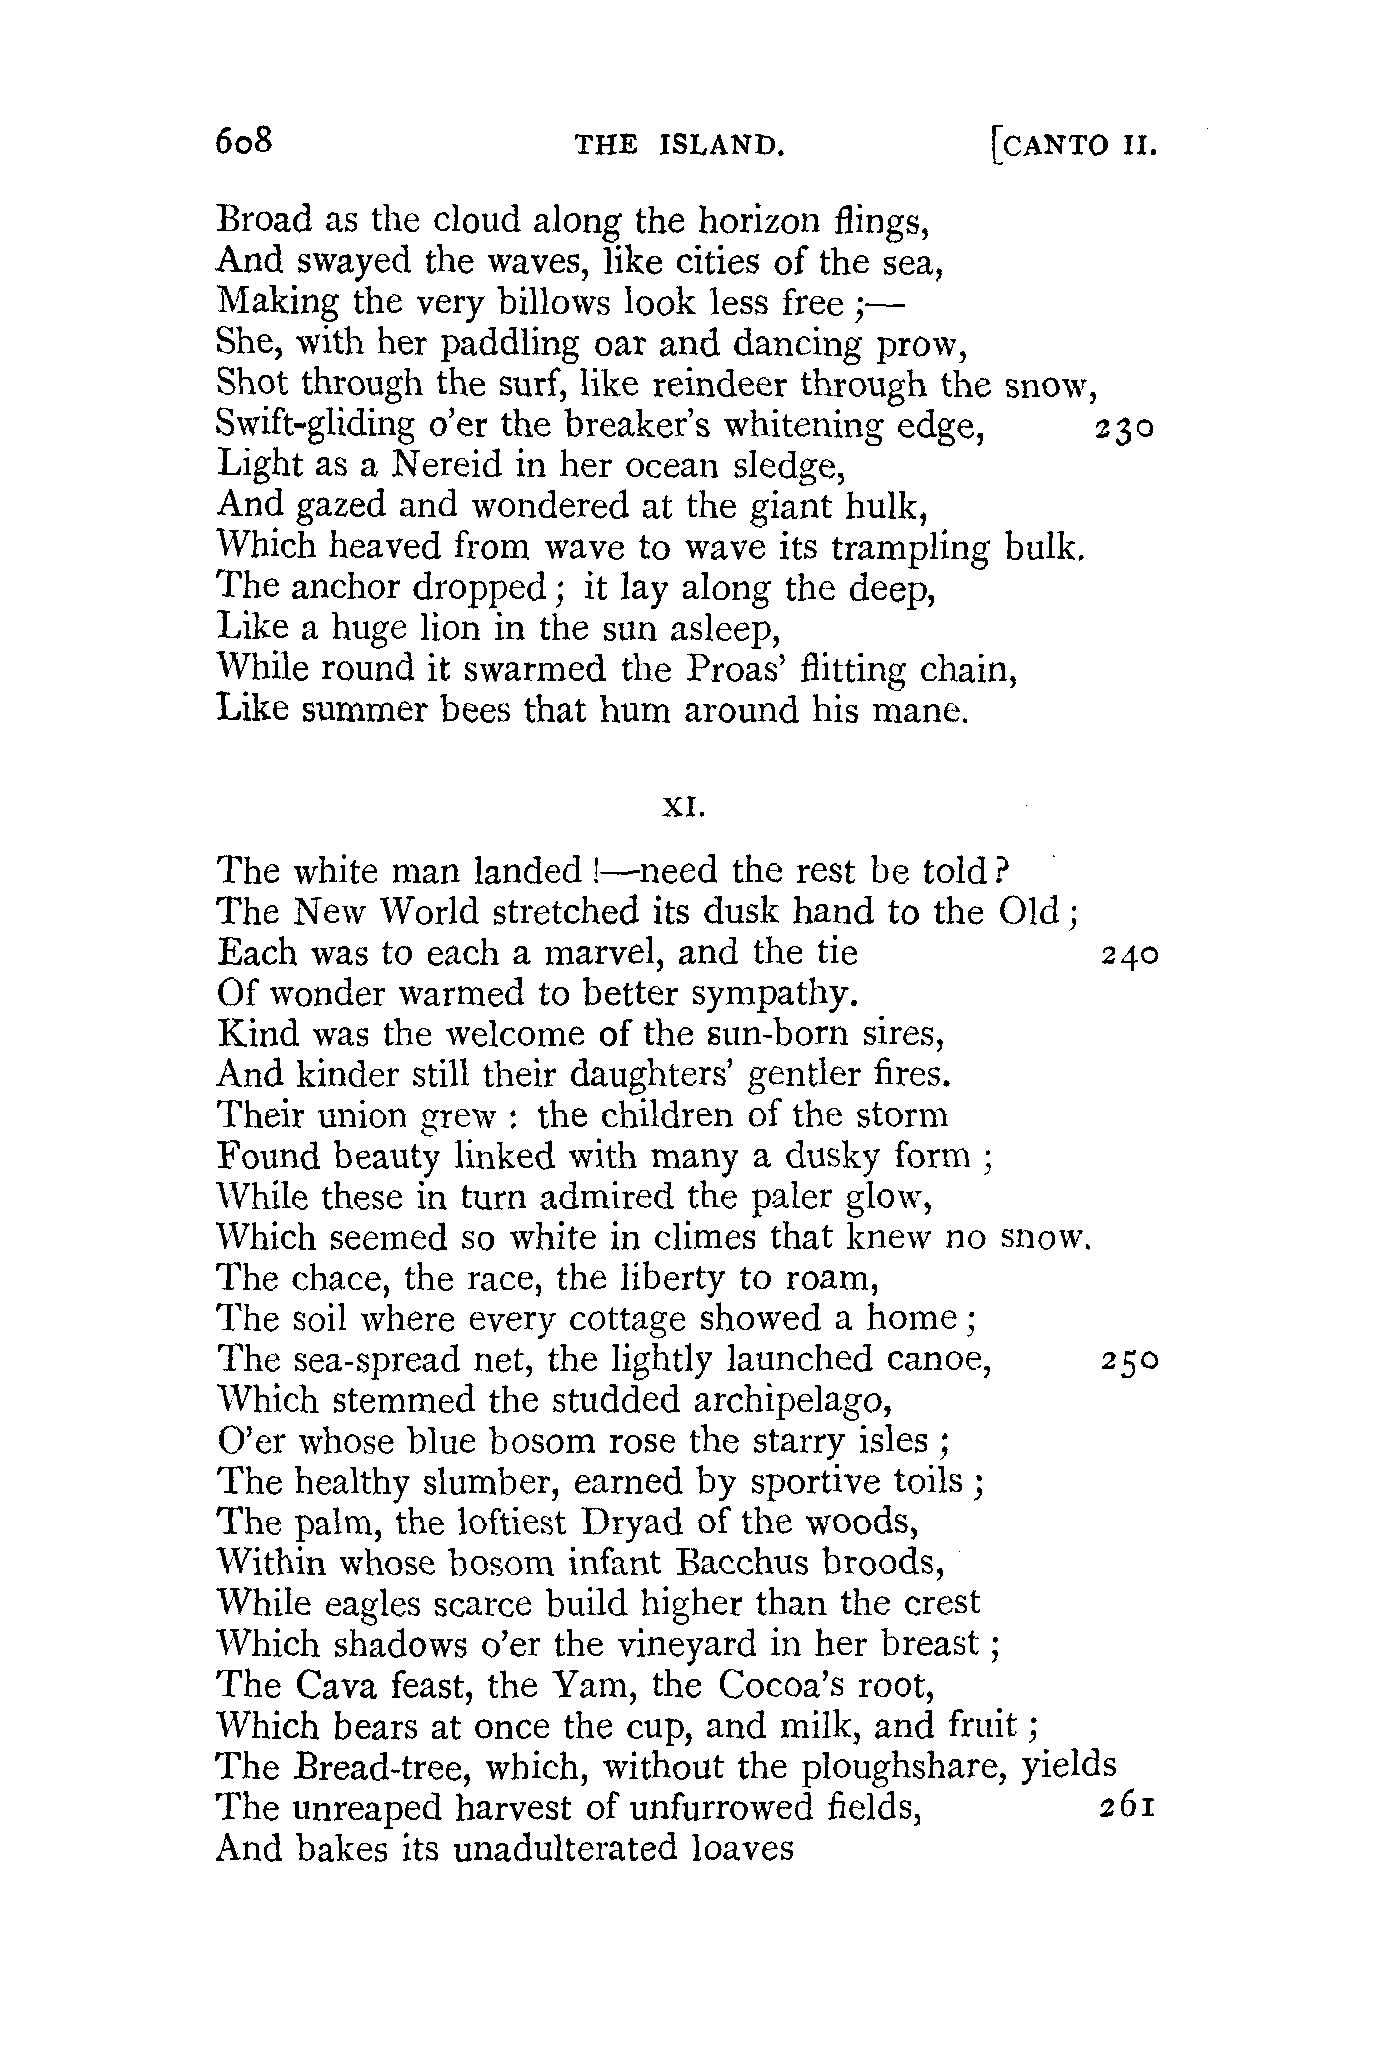 608 THE ISLAND. [CANTO II.
Broad as the cloud along the horizon flings,
And swayed the waves, like cities of the sea,
Making the very billows look less free ;—
She, with her paddling oar and dancing prow,
Shot through the surf, like reindeer through the snow,
Swift-gliding o'er the breaker's whitening edge, 230
Light as a Nereid in her ocean sledge,
And gazed and wondered at the giant hulk,
Which heaved from wave to wave its trampling bulk.
The anchor dropped ; it lay along the deep,
Like a huge lion in the sun asleep,
While round it swarmed the Proas' flitting chain,
Like summer bees that hum around his mane.
XI.
The white man landed !—need the rest be told ?
The New World stretched its dusk hand to the Old ;
Each was to each a marvel, and the tie 240
Of wonder warmed to better sympathy.
Kind was the welcome of the sun-born sires,
And kinder still their daughters' gentler fires.
Their union grew : the children of the storm
Found beauty linked with many a dusky form ;
While these in turn admired the paler glow,
Which seemed so white in climes that knew no snow.
The chace, the race, the liberty to roam,
The soil where every cottage showed a home ;
The sea-spread net, the lightly launched canoe, 250
Which stemmed the studded archipelago,
O'er whose blue bosom rose the starry isles ;
The healthy slumber, earned by sportive toils ;
The palm, the loftiest Dryad of the woods,
Within whose bosom infant Bacchus broods,
While eagles scarce build higher than the crest
Which shadows o'er the vineyard in her breast ;
The Cava feast, the Yam, the Cocoa's root,
Which bears at once the cup, and milk, and fruit ;
The Bread-tree, which, without the ploughshare, yields
The unreaped harvest of unfurrowed fields, 261
And bakes its unadulterated loaves